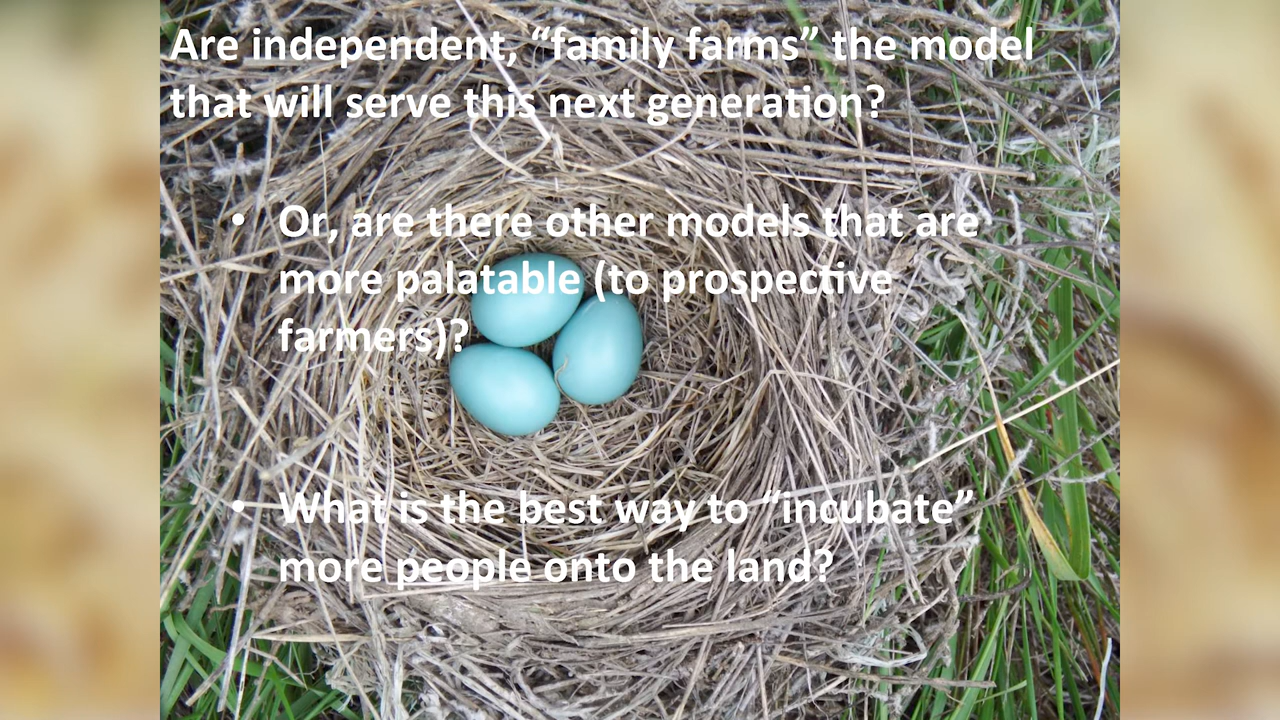 Are independent, “family farms” the model
that will serve this next generation?
• Or, are there other models that are
more palatable (to prospective
farmers)?
• What is the best way to “incubate”
more people onto the land?